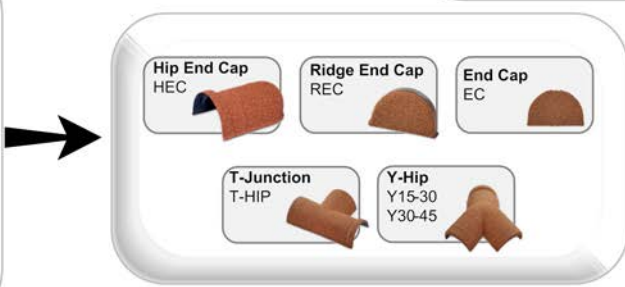 Hip End Cap
HEC
Ridge End Cap
REC
End Cap
EC
T-Junction
T-HIP
Y-Hip
Y15-30
Y30-45